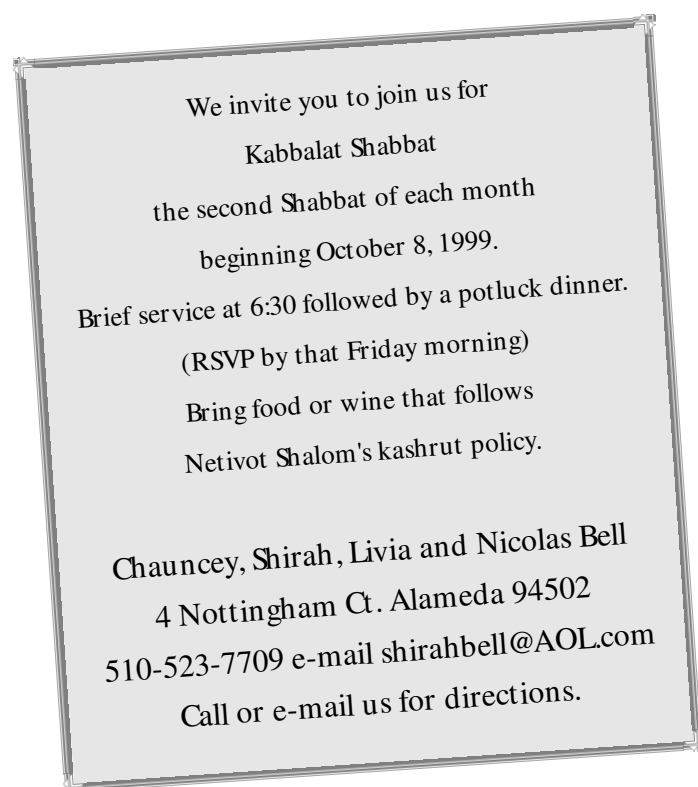 We invite you to join us for
Kabbalat Shabbat
the second Shabbat of each month
beginning October 8, 1999.
Brief service at 6:30 followed by a potluck dinner.
(RSVP by that Friday morning)
Bring food or wine that follows
Netivot Shalom's kashrut policy.
Chauncey, Shirah, Livia and Nicolas Bell
4 Nottingham Ct. Alameda 94502
510-523-7709 e-mail shirahbell@AOL.com
Call or e-mail us for directions.